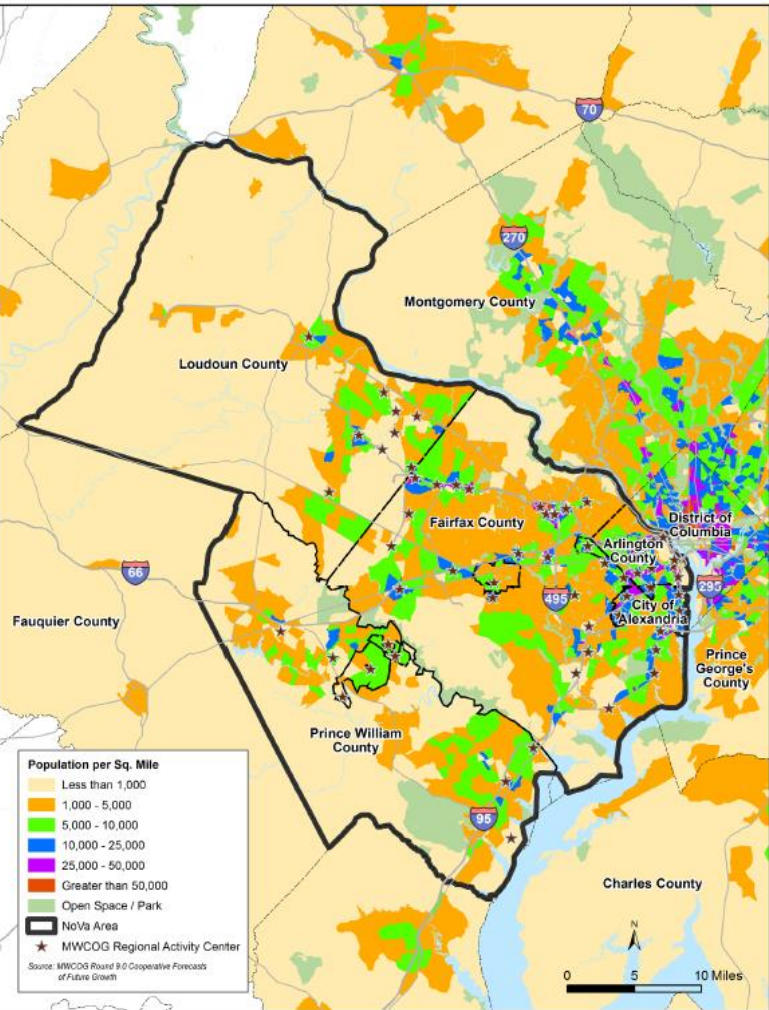 70
270
Montgomery County
Loudoun County
Fairfax County
District of
Columbia
Arlington
County
66
495
295
City of
Alexandria
Fauquier County
Prince
George's
County
Prince William
County
95
Charles County
Population per Sq. Mile
Less than 1,000
1,000 - 5,000
5,000 - 10,000
10,000 - 25,000
25,000 - 50,000
Greater than 50,000
Open Space / Park
NoVa Area
MWCOG Regional Activity Center
Source: MWCOG Round 9.0 Cooperative Forecasts
of Future Growth
N
0 5 10 Miles